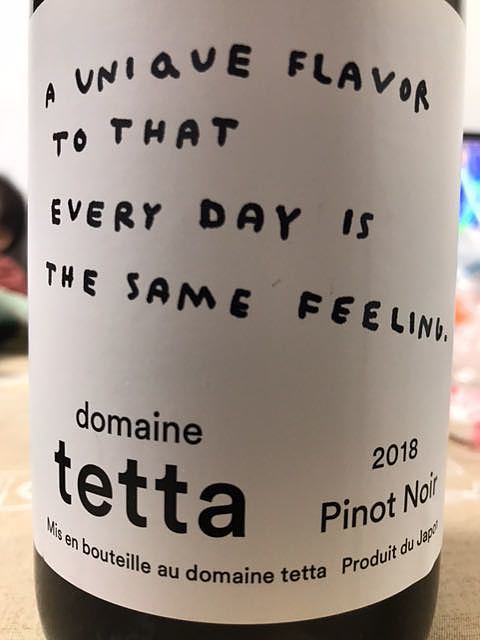 A UNIQUE FLAVOR
TO THAT
EVERY DAY IS
THE SAME FEELING.
domaine
tetta
2018
Pinot Noir
Mis en bouteille au domaine tetta
Produit du Japon